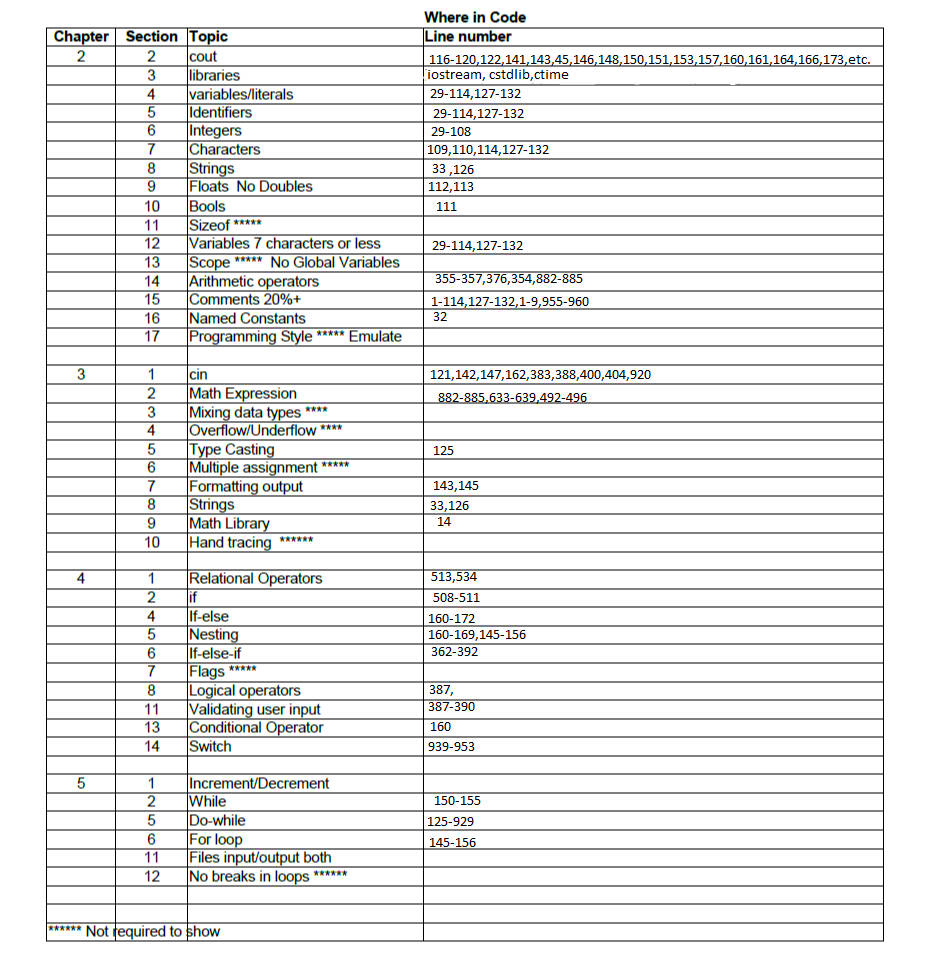 Where in Code
Chapter Section Topic Line number
2 2 cout 116-120,122,141,143,45,146,148,150,151,153,157,160,161,164,166,173,etc.
3 libraries iostream, cstdlib,ctime
4 variables/literals 29-114,127-132
5 Identifiers 29-114,127-132
6 Integers 29-108
7 Characters 109,110,114,127-132
8 Strings 33 ,126
9 Floats No Doubles 112,113
10 Bools 111
11 Sizeof *****
12 Variables 7 characters or less 29-114,127-132
13 Scope ***** No Global Variables
14 Arithmetic operators 355-357,376,354,882-885
15 Comments 20%+ 1-114,127-132,1-9,955-960
16 Named Constants 32
17 Programming Style ***** Emulate
3 1 cin 121,142,147,162,383,388,400,404,920
2 Math Expression 882-885,633-639,492-496
3 Mixing data types ****
4 Overflow/Underflow ****
5 Type Casting 125
6 Multiple assignment *****
7 Formatting output 143,145
8 Strings 33,126
9 Math Library 14
10 Hand tracing ******
4 1 Relational Operators 513,534
2 if 508-511
4 If-else 160-172
5 Nesting 160-169,145-156
6 If-else-if 362-392
7 Flags *****
8 Logical operators 387,
11 Validating user input 387-390
13 Conditional Operator 160
14 Switch 939-953
5 1 Increment/Decrement
2 While 150-155
5 Do-while 125-929
6 For loop 145-156
11 Files input/output both
12 No breaks in loops ******
****** Not required to show